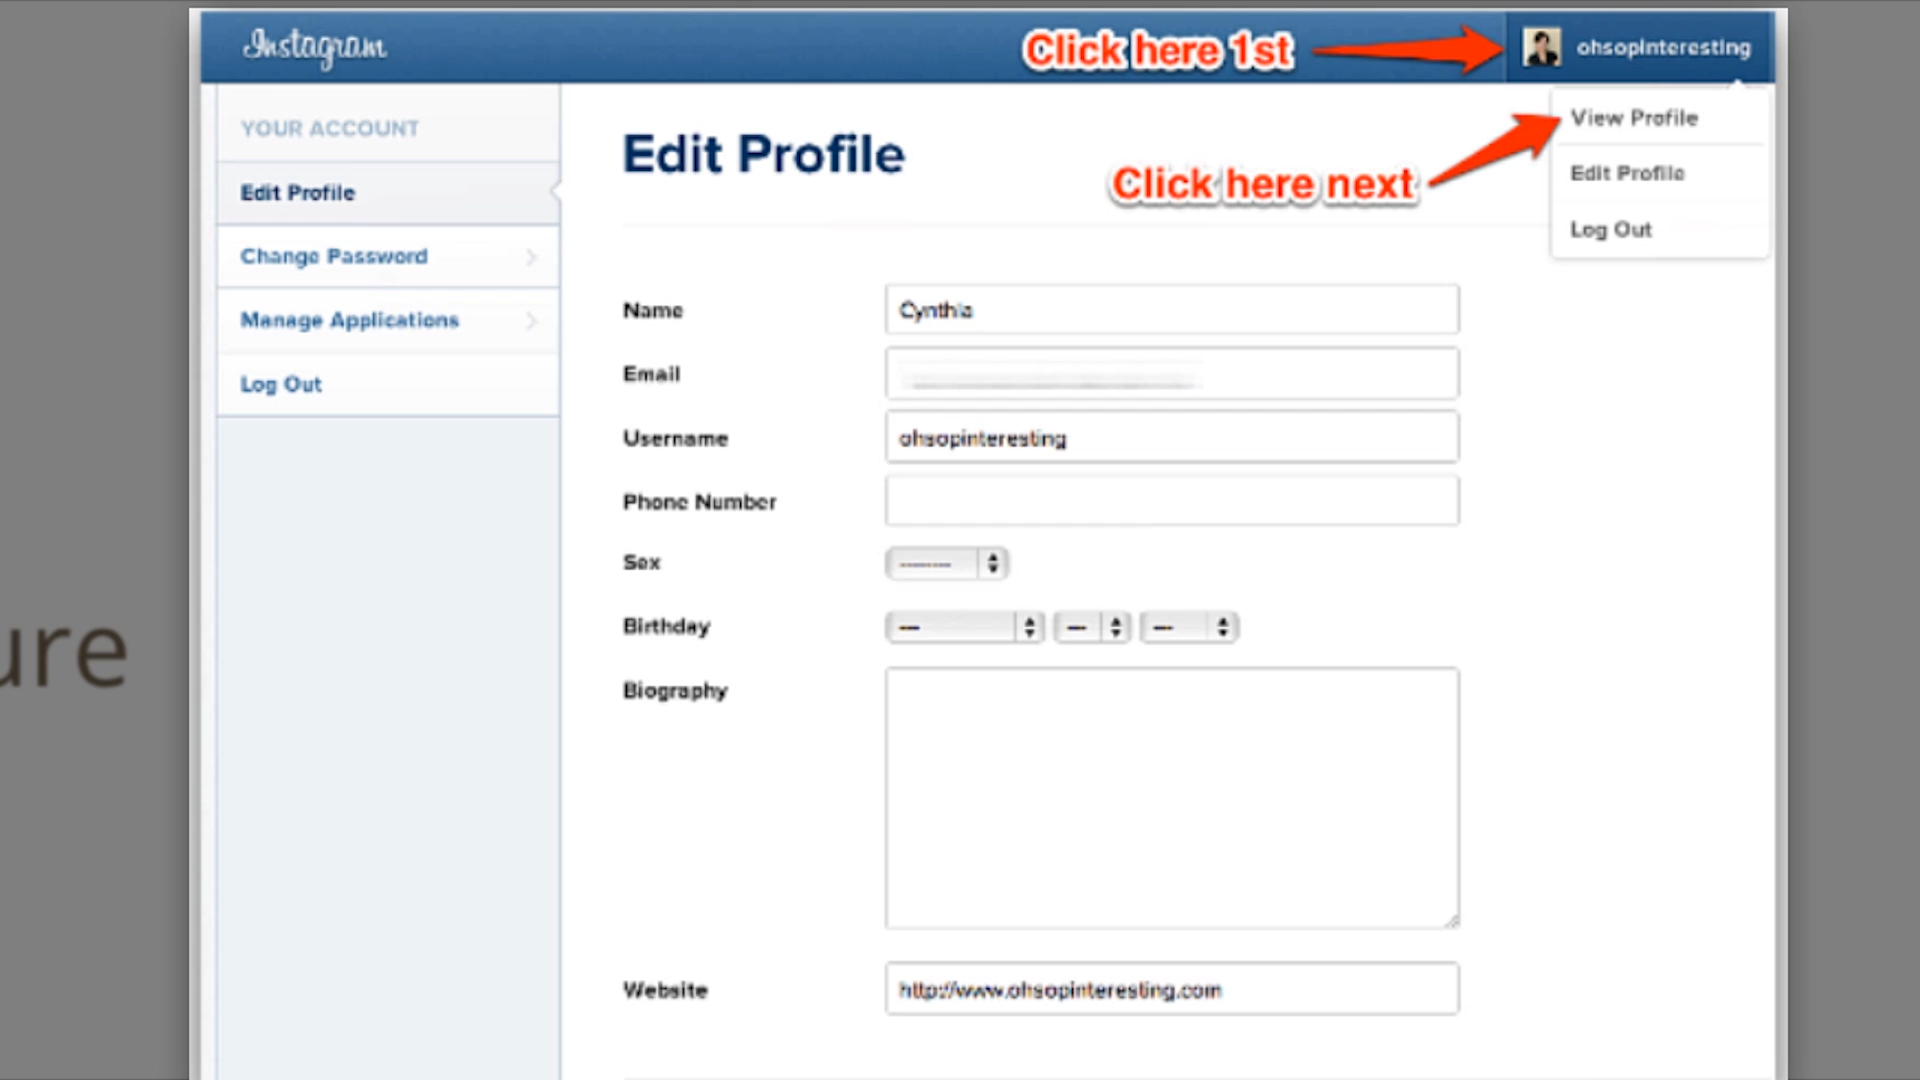 Instagram
Click here 1st
ohsopinteresting
View Profile
Edit Profile
Log Out
Click here next
YOUR ACCOUNT
Edit Profile
Change Password
Manage Applications
Log Out
Edit Profile
Name Cynthia
Email
Username ohsopinteresting
Phone Number
Sex --------
Birthday --- --- ---
Biography
Website http://www.ohsopinteresting.com
ure